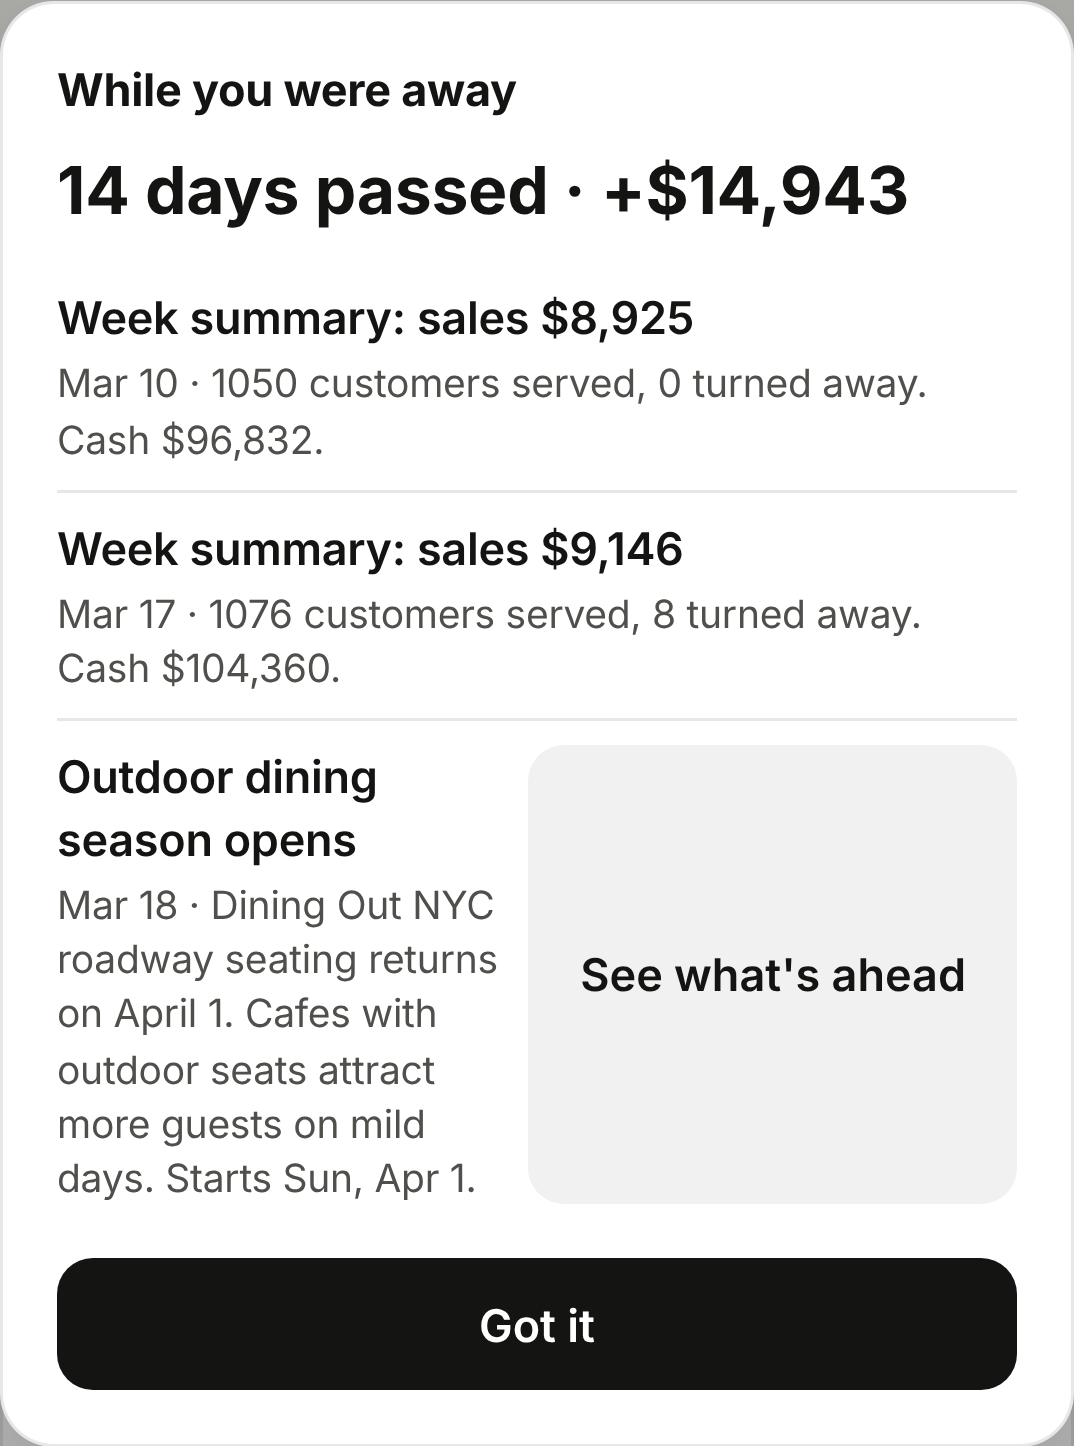 While you were away
14 days passed · +$14,943
Week summary: sales $8,925
Mar 10 · 1050 customers served, 0 turned away.
Cash $96,832.
Week summary: sales $9,146
Mar 17 · 1076 customers served, 8 turned away.
Cash $104,360.
Outdoor dining
season opens
Mar 18 · Dining Out NYC
roadway seating returns
on April 1. Cafes with
outdoor seats attract
more guests on mild
days. Starts Sun, Apr 1.
See what's ahead
Got it